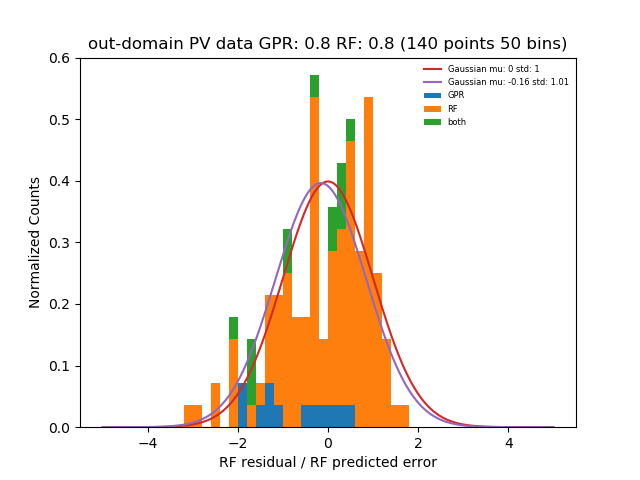 out-domain PV data GPR: 0.8 RF: 0.8 (140 points 50 bins)
Gaussian mu: 0 std: 1
Gaussian mu: -0.16 std: 1.01
GPR
RF
both
Normalized Counts
0.6
0.5
0.4
0.3
0.2
0.1
0.0
−4 −2 0 2 4
RF residual / RF predicted error